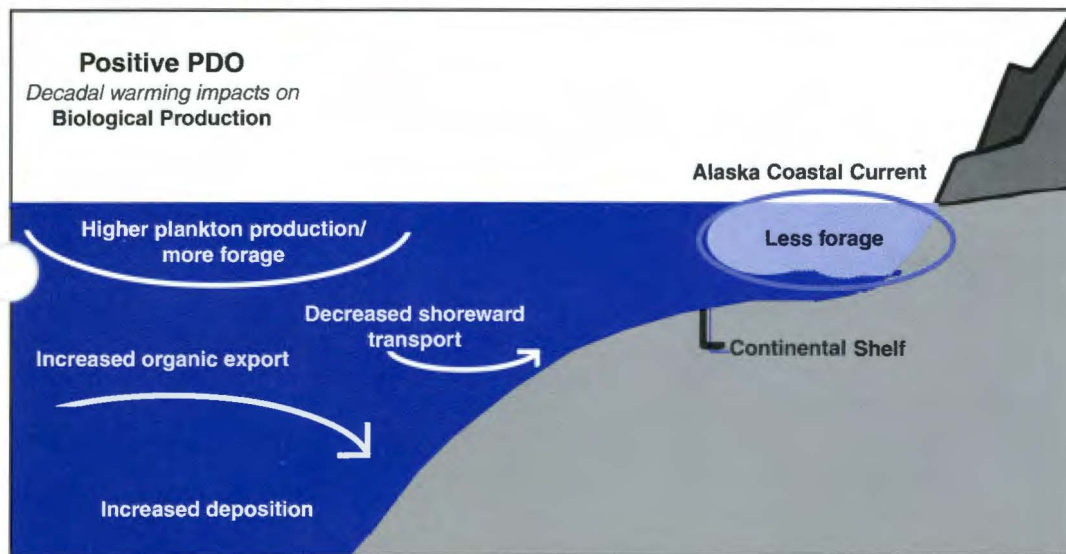 Positive PDO
Decadal warming impacts on
Biological Production
Alaska Coastal Current
Higher plankton production/
more forage
Less forage
Decreased shoreward
transport
Increased organic export
Continental Shelf
Increased deposition